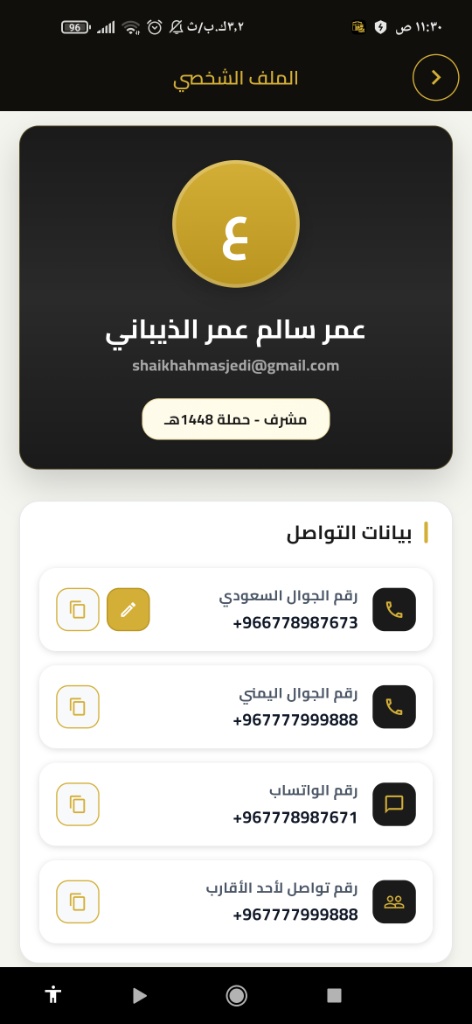 ١١:٣٠ ص
٣,٢ك.ب/ث
96
الملف الشخصي
ع
عمر سالم عمر الذيباني
shaikhahmasjedi@gmail.com
مشرف - حملة 1448هـ
بيانات التواصل
رقم الجوال السعودي
+966778987673
رقم الجوال اليمني
+967777999888
رقم الواتساب
+967778987671
رقم تواصل لأحد الأقارب
+967777999888